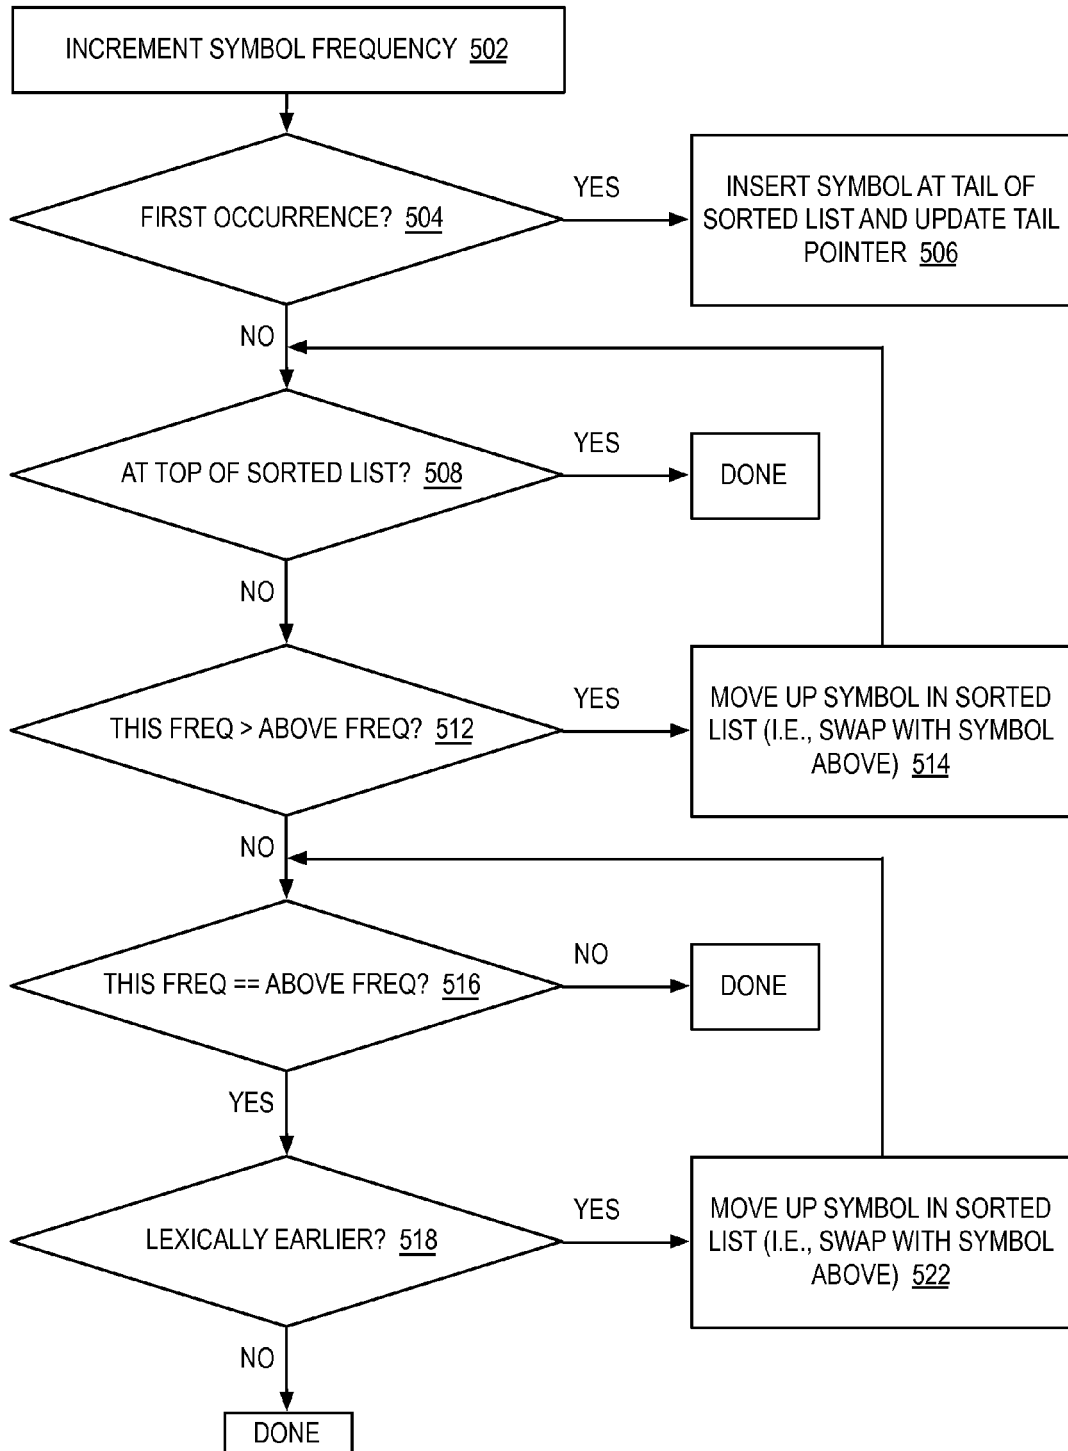 INCREMENT SYMBOL FREQUENCY 502
FIRST OCCURRENCE? 504
YES
INSERT SYMBOL AT TAIL OF
SORTED LIST AND UPDATE TAIL
POINTER 506
NO
AT TOP OF SORTED LIST? 508
YES
DONE
NO
THIS FREQ > ABOVE FREQ? 512
YES
MOVE UP SYMBOL IN SORTED
LIST (I.E., SWAP WITH SYMBOL
ABOVE) 514
NO
THIS FREQ == ABOVE FREQ? 516
NO
DONE
YES
LEXICALLY EARLIER? 518
YES
MOVE UP SYMBOL IN SORTED
LIST (I.E., SWAP WITH SYMBOL
ABOVE) 522
NO
DONE